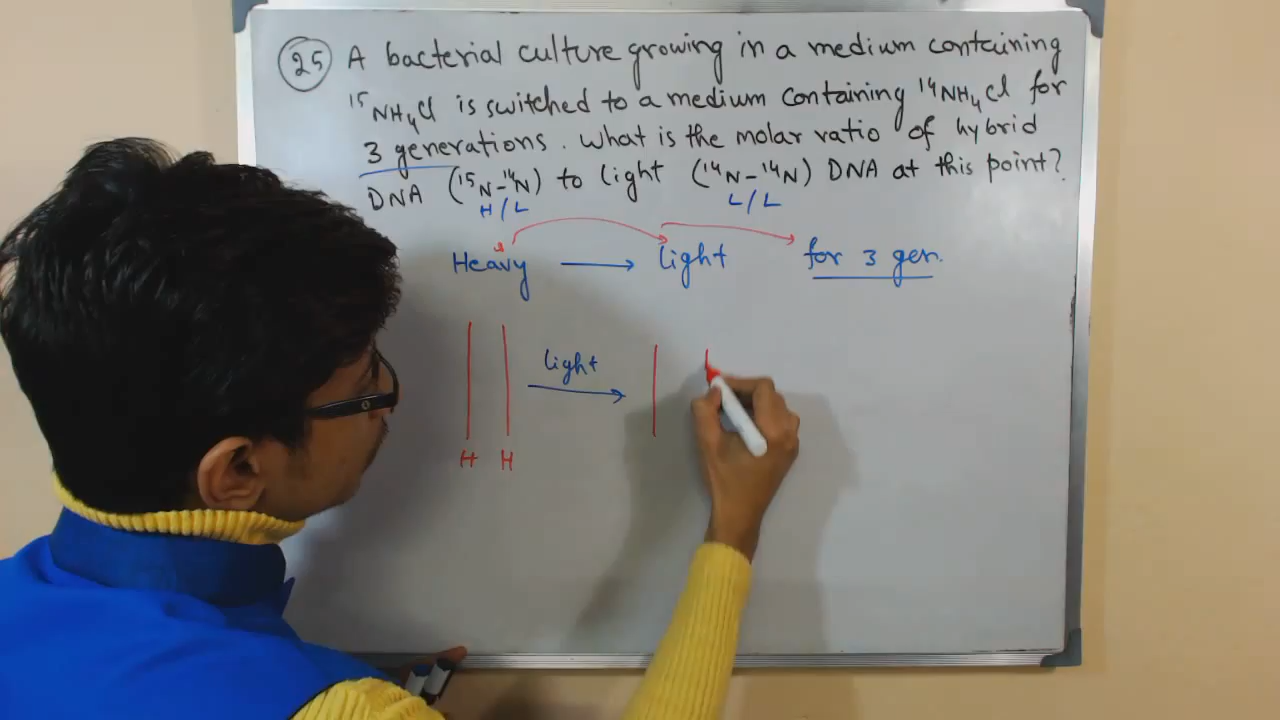 25 A bacterial culture growing in a medium containing
¹⁵NH₄Cl is switched to a medium containing ¹⁴NH₄Cl for
3 generations. What is the molar ratio of hybrid
DNA (¹⁵N-¹⁴N) to light (¹⁴N-¹⁴N) DNA at this point?
H/L L/L
Heavy → light for 3 gen.
light
H H